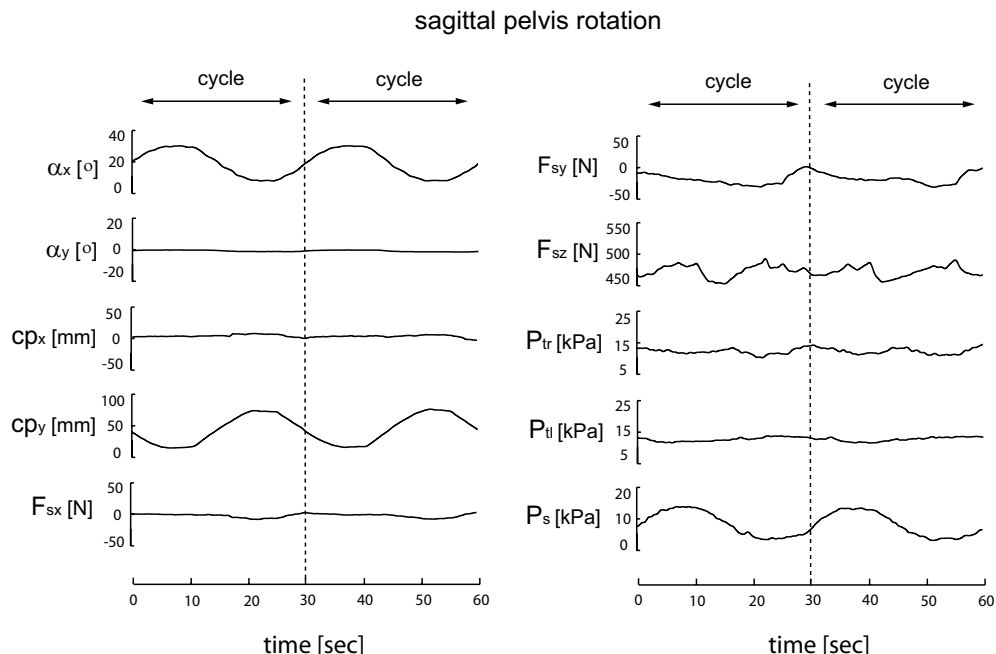 sagittal pelvis rotation
cycle cycle
40
αx [o] 20
0
20
αy [o] 0
-20
50
cpx [mm] 0
-50
100
cpy [mm] 50
0
50
Fsx [N] 0
-50
0 10 20 30 40 50 60
time [sec]
cycle cycle
50
Fsy [N] 0
-50
500
Fsz [N] 500
450
25
Ptr [kPa] 15
5
25
Ptl [kPa] 15
5
20
Ps [kPa] 10
0
0 10 20 30 40 50 60
time [sec]